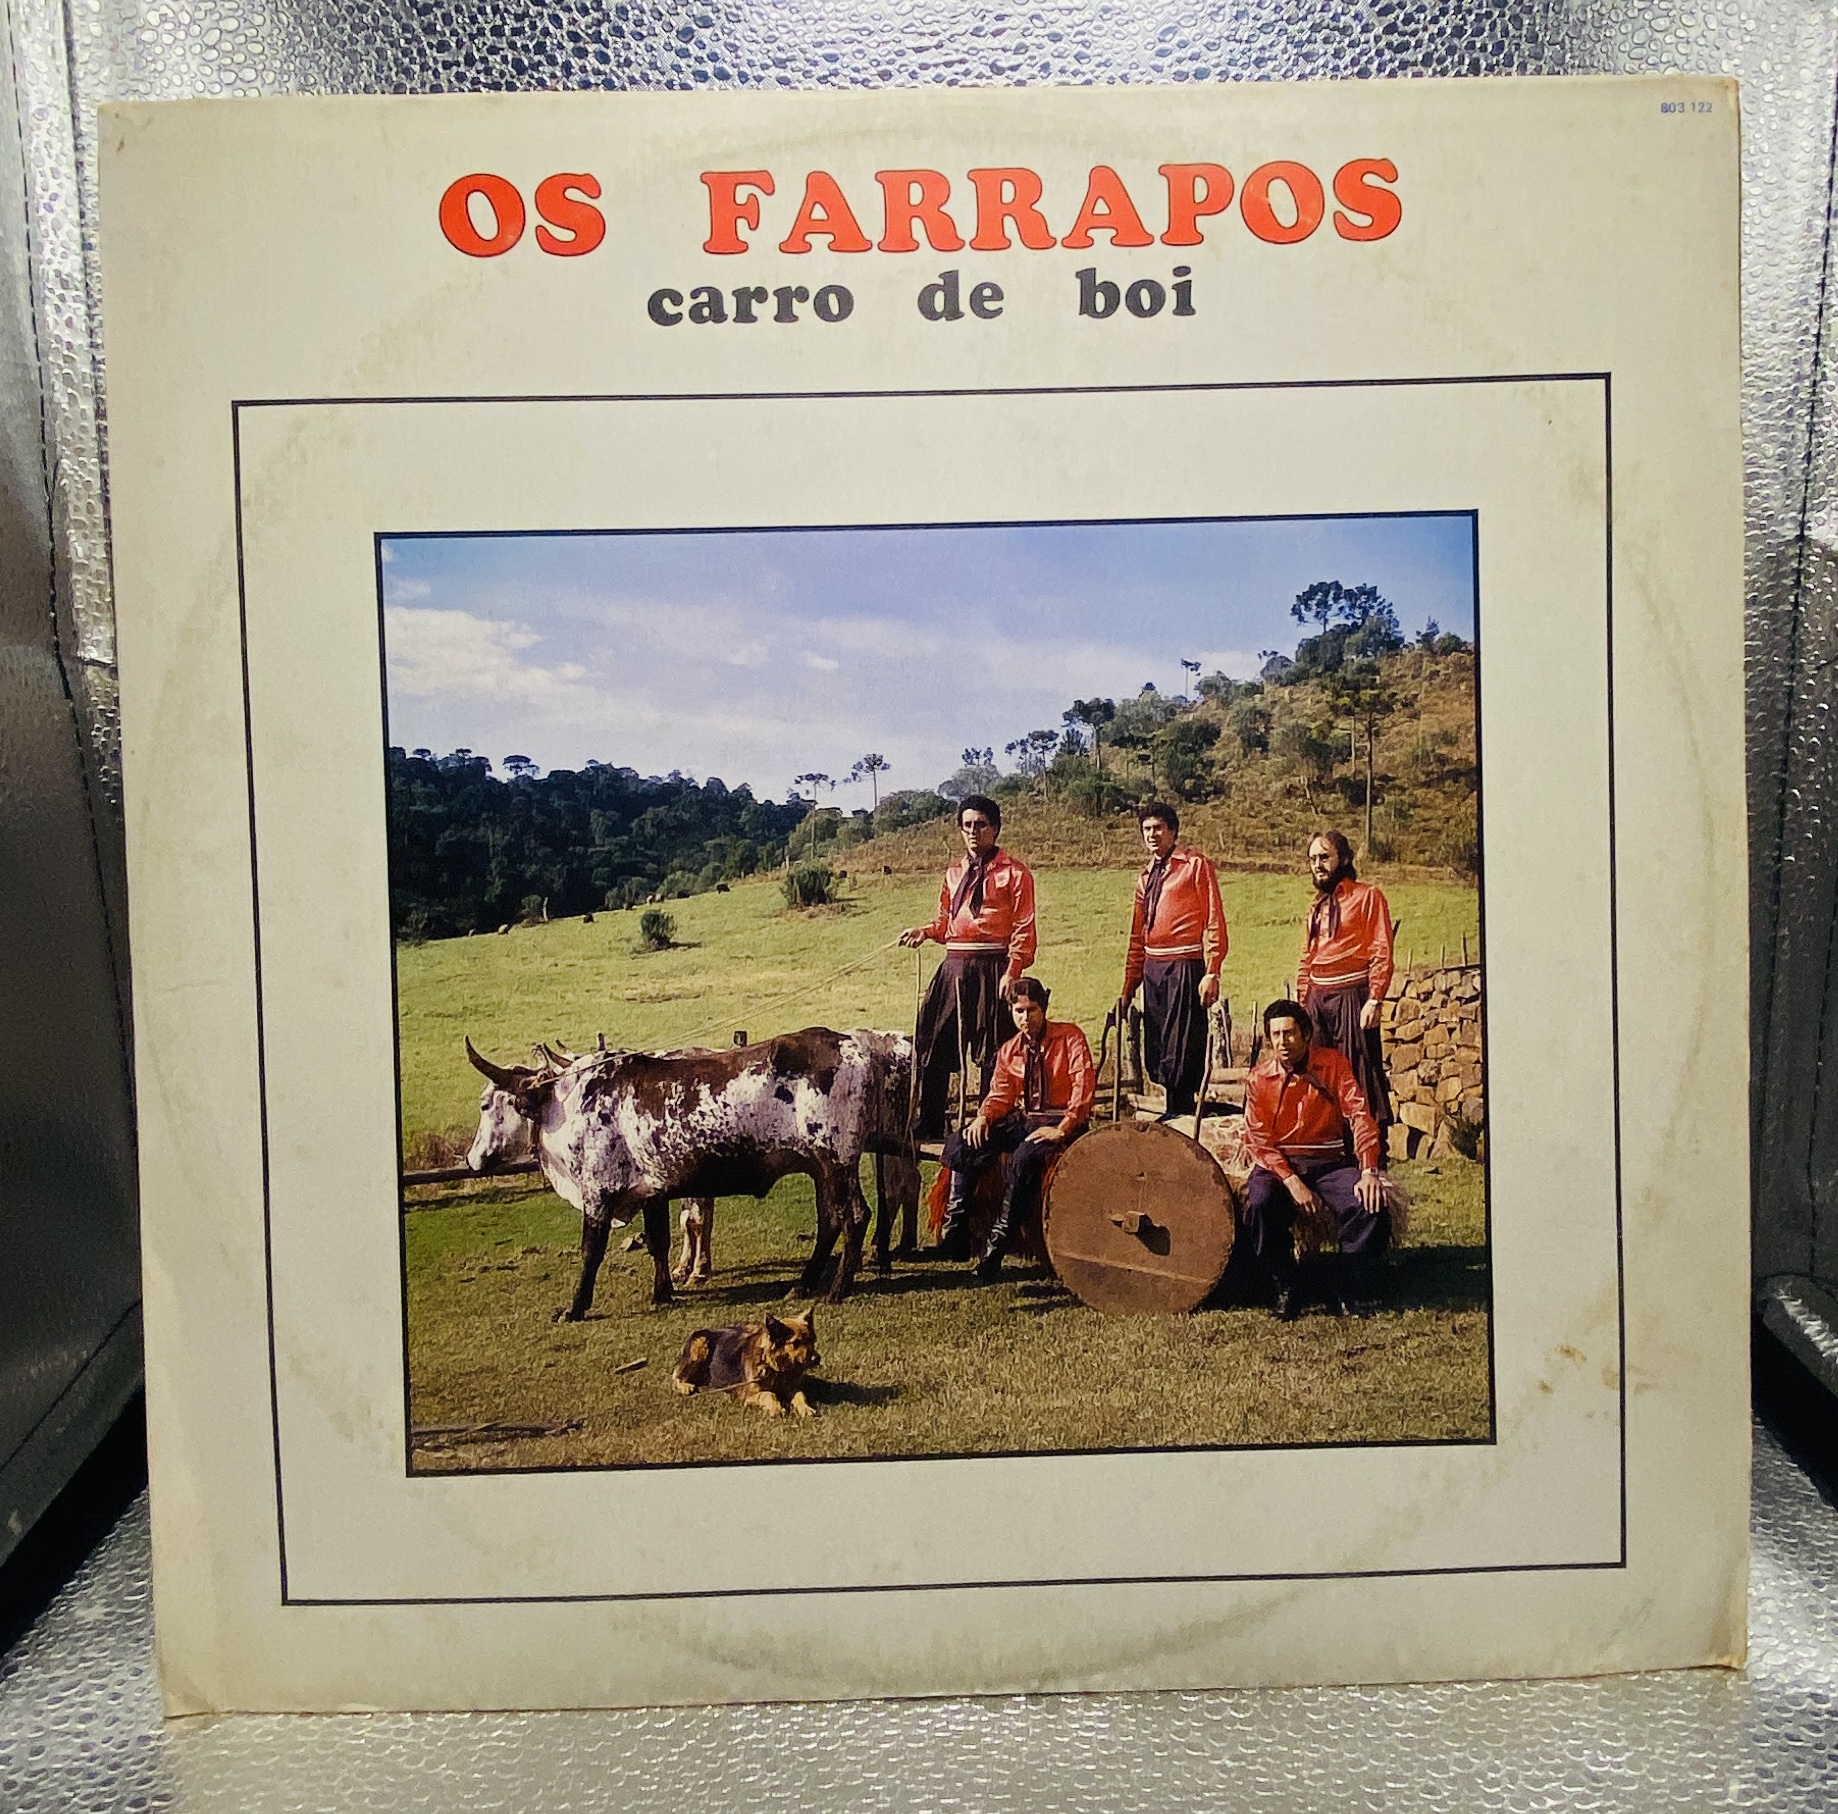 803.122
OS FARRAPOS
carro de boi